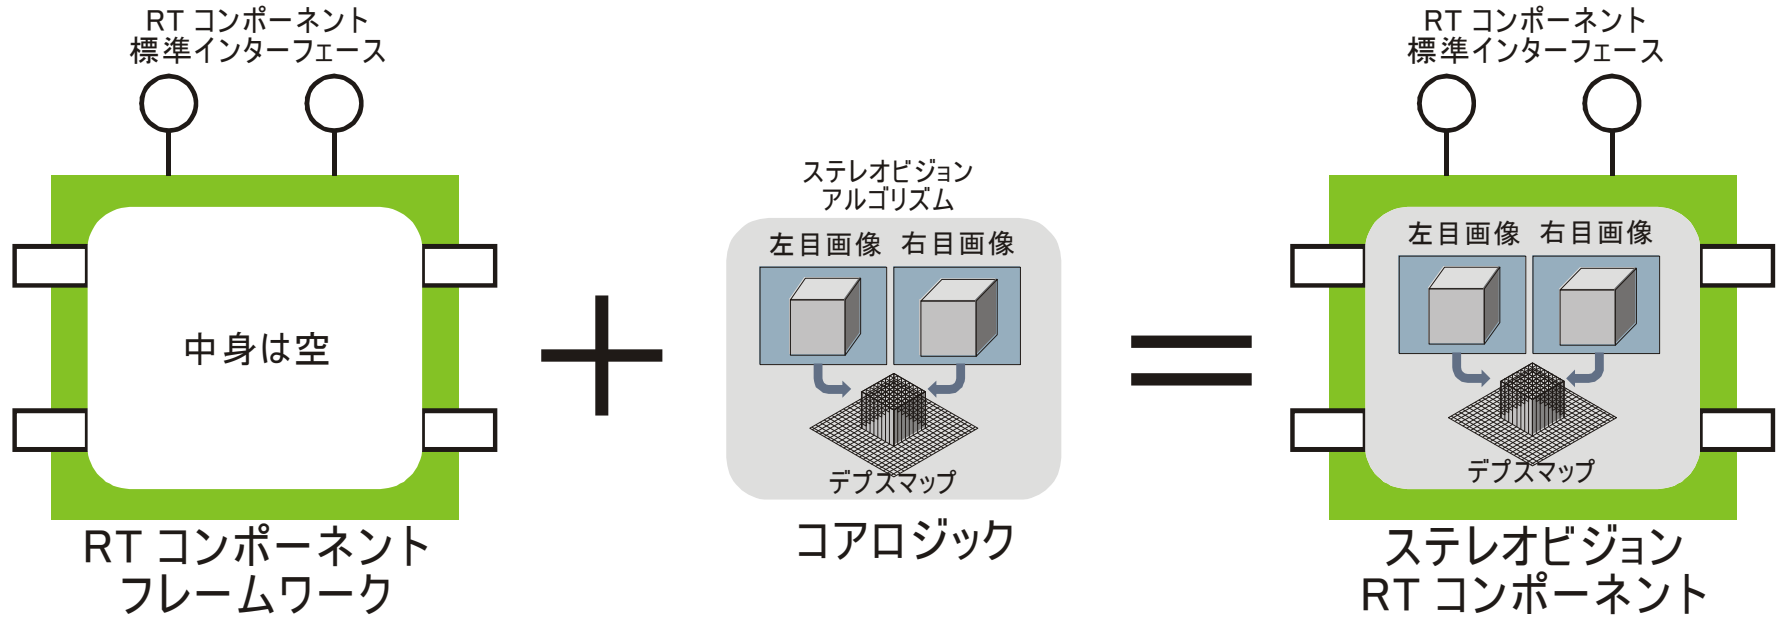 RT コンポーネント
標準インターフェース
中身は空
RT コンポーネント
フレームワーク
ステレオビジョン
アルゴリズム
左目画像 右目画像
デプスマップ
コアロジック
RT コンポーネント
標準インターフェース
左目画像 右目画像
デプスマップ
ステレオビジョン
RT コンポーネント